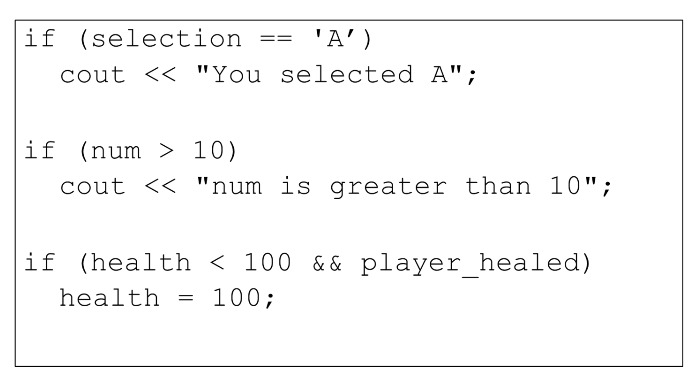 if (selection == 'A’)
cout << "You selected A";
if (num > 10)
cout << "num is greater than 10";
if (health < 100 && player_healed)
health = 100;